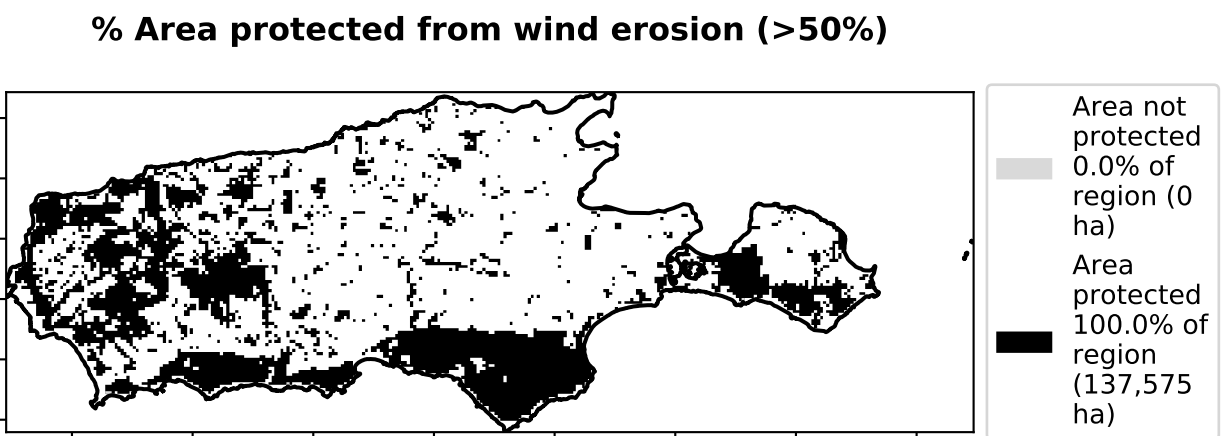 % Area protected from wind erosion (>50%)
Area not
protected
0.0% of
region (0
ha)
Area
protected
100.0% of
region
(137,575
ha)